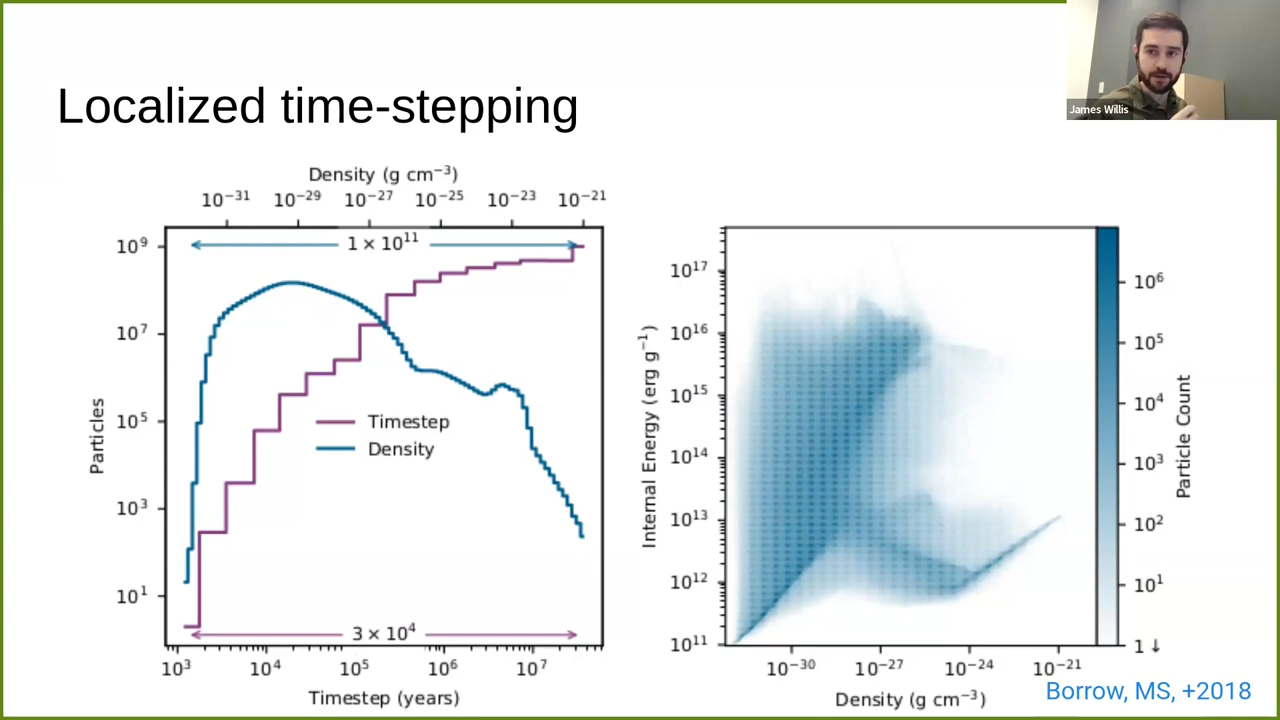 James Willis
Localized time-stepping
Density (g cm⁻³)
10⁻³¹ 10⁻²⁹ 10⁻²⁷ 10⁻²⁵ 10⁻²³ 10⁻²¹
1 × 10¹¹
10⁹
10⁷
10⁵
10³
10¹
Particles
Timestep
Density
3 × 10⁴
10³ 10⁴ 10⁵ 10⁶ 10⁷
Timestep (years)
10¹⁷
10¹⁶
10¹⁵
10¹⁴
10¹³
10¹²
10¹¹
Internal Energy (erg g⁻¹)
10⁻³⁰ 10⁻²⁷ 10⁻²⁴ 10⁻²¹
Density (g cm⁻³)
10⁶
10⁵
10⁴
10³
10²
10¹
1↓
Particle Count
Borrow, MS, +2018